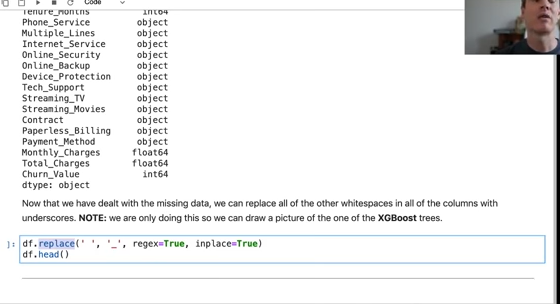 Code
Tenure_Months int64
Phone_Service object
Multiple_Lines object
Internet_Service object
Online_Security object
Online_Backup object
Device_Protection object
Tech_Support object
Streaming_TV object
Streaming_Movies object
Contract object
Paperless_Billing object
Payment_Method object
Monthly_Charges float64
Total_Charges float64
Churn_Value int64
dtype: object
Now that we have dealt with the missing data, we can replace all of the other whitespaces in all of the columns with
underscores. NOTE: we are only doing this so we can draw a picture of the one of the XGBoost trees.
]: df.replace(' ', '_', regex=True, inplace=True)
df.head()